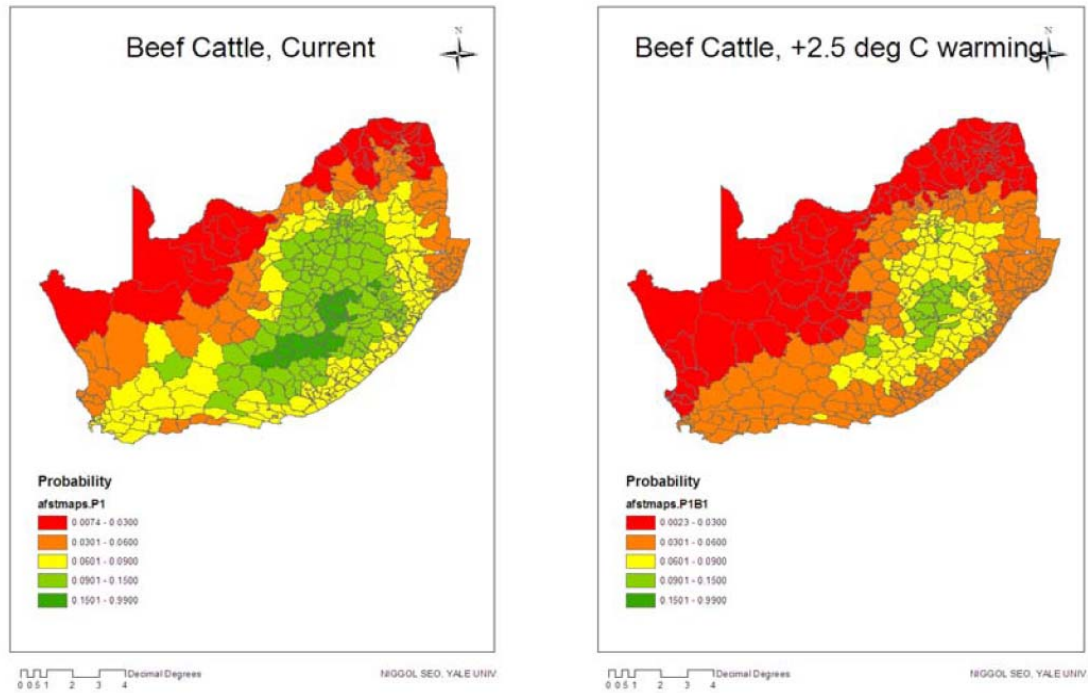 Beef Cattle, Current
N
Probability
afstmaps.P1
0.0074 - 0.0300
0.0301 - 0.0600
0.0601 - 0.0900
0.0901 - 0.1500
0.1501 - 0.9900
Decimal Degrees
0 0.5 1 2 3 4
NIGGOL SEO, YALE UNIV
Beef Cattle, +2.5 deg C warming
N
Probability
afstmaps.P1B1
0.0023 - 0.0300
0.0301 - 0.0600
0.0601 - 0.0900
0.0901 - 0.1500
0.1501 - 0.9900
Decimal Degrees
0 0.5 1 2 3 4
NIGGOL SEO, YALE UNIV